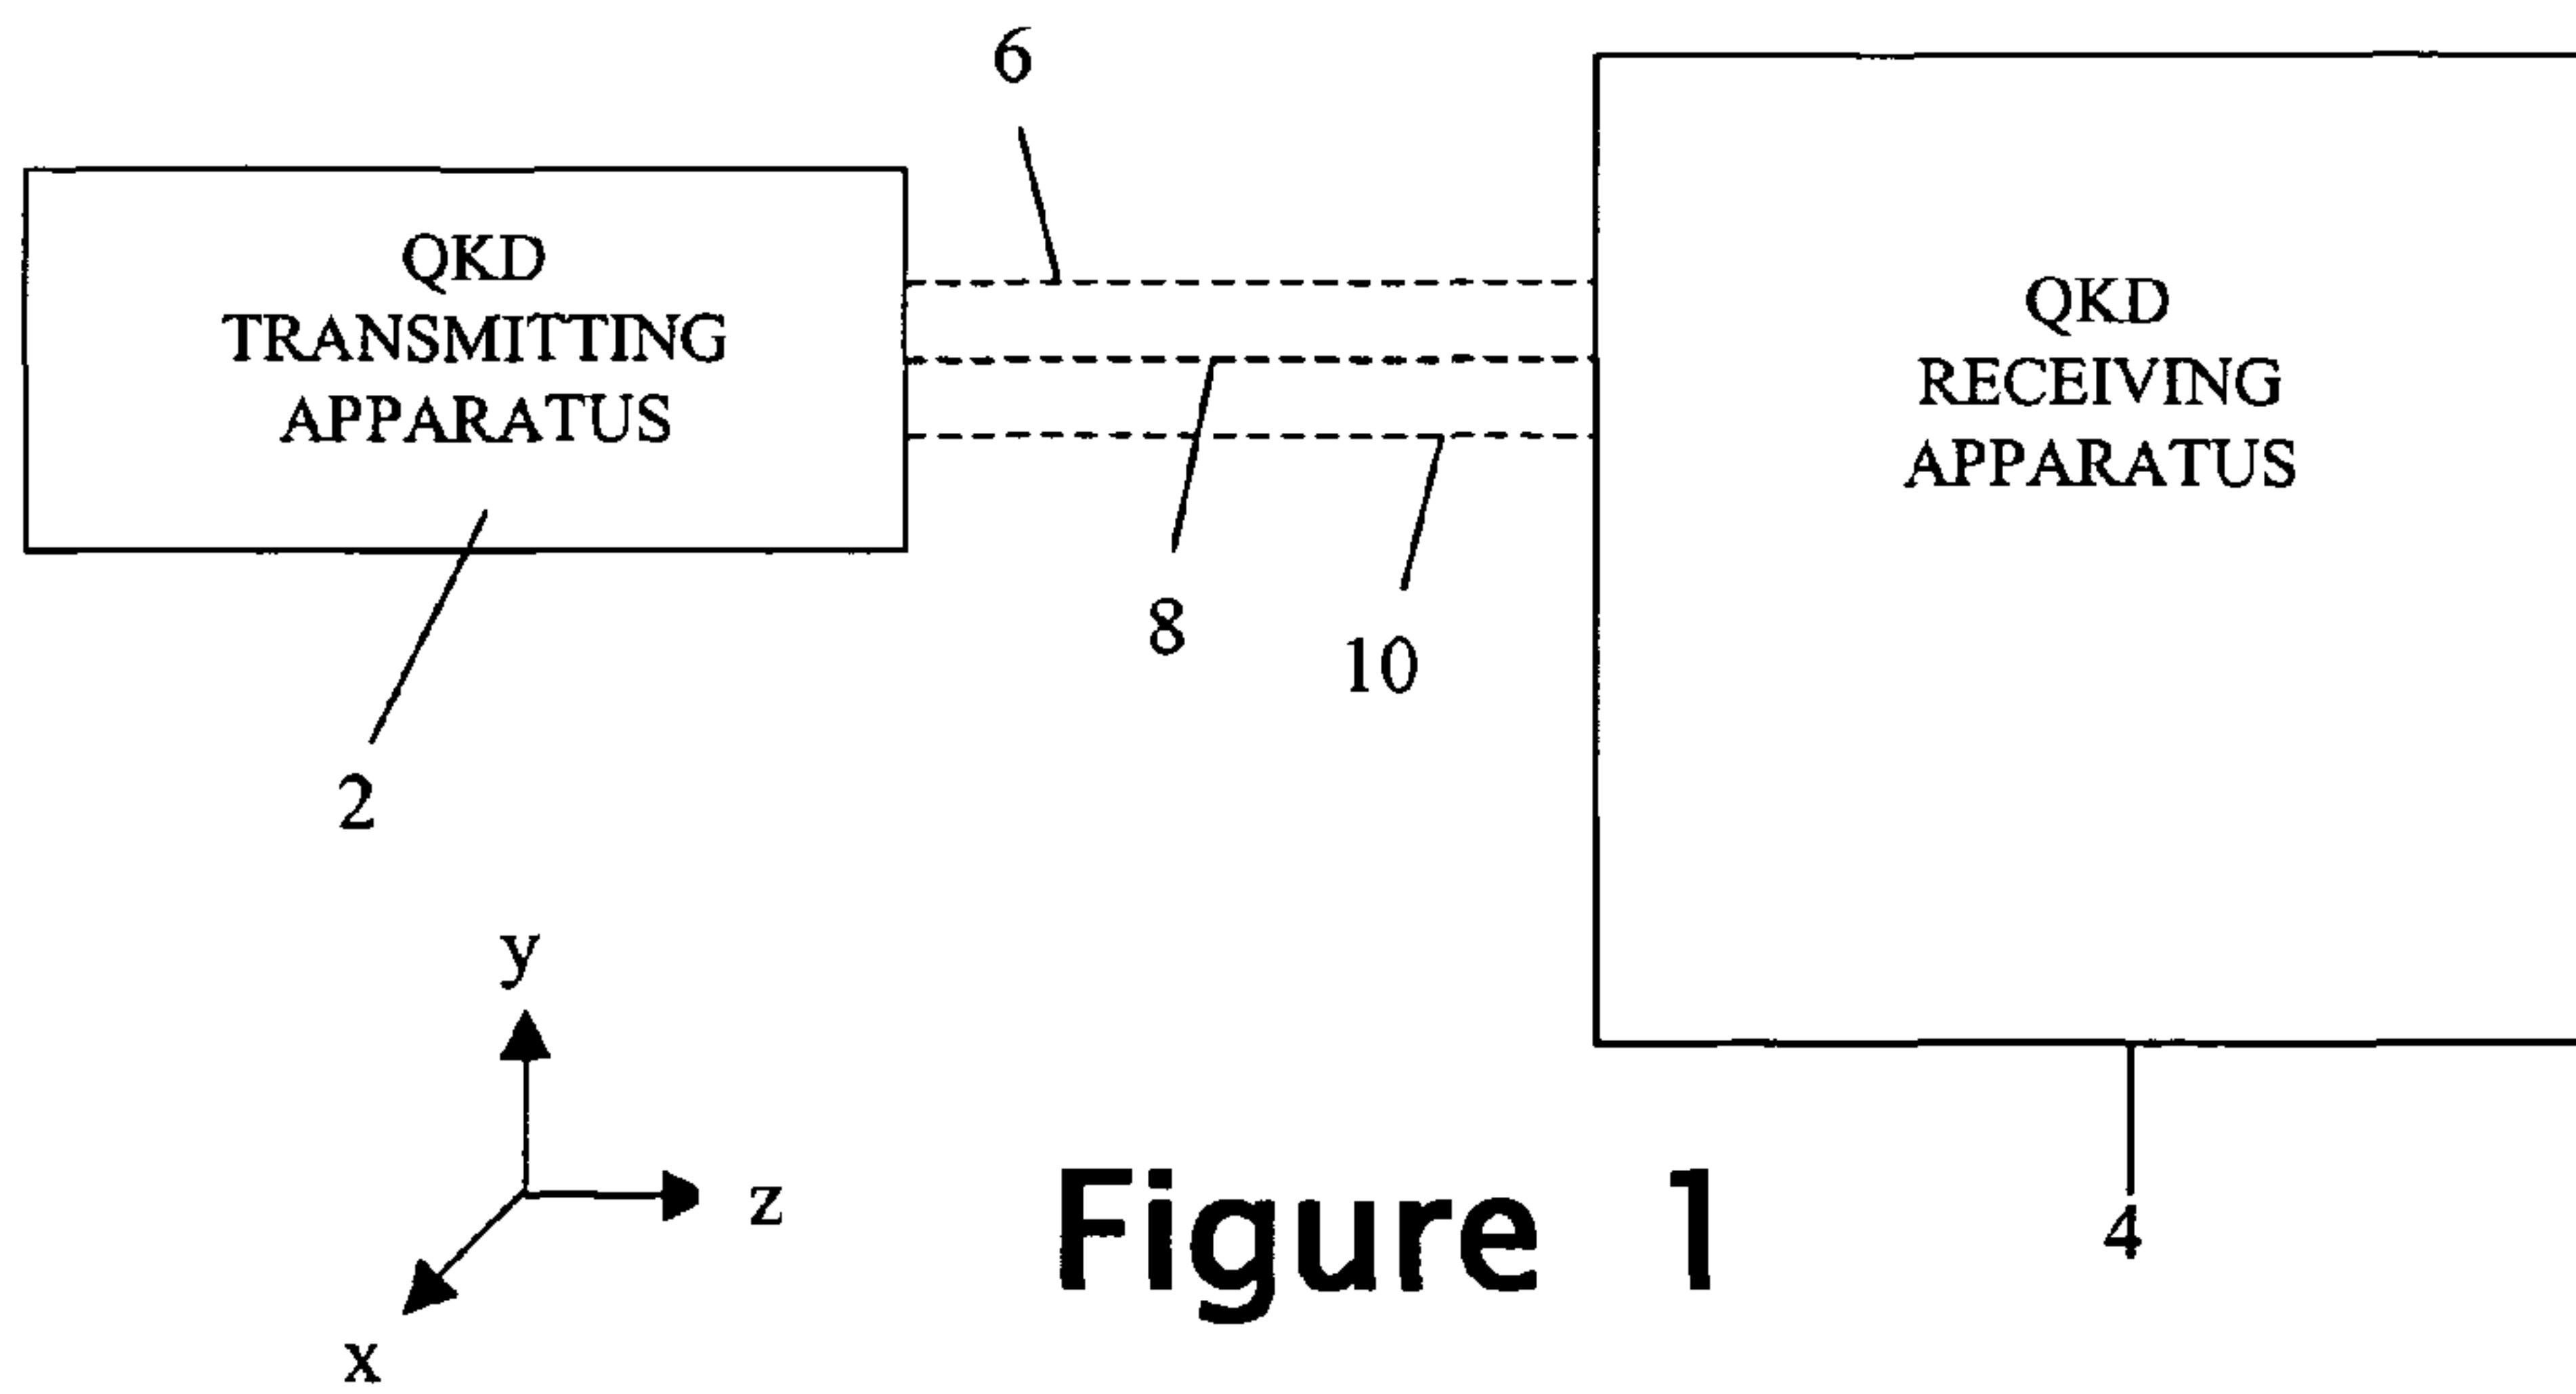 6
QKD
TRANSMITTING
APPARATUS
QKD
RECEIVING
APPARATUS
8
10
2
y
z
x
4
Figure 1